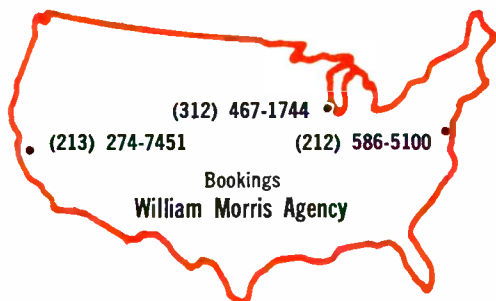 (312) 467-1744
(213) 274-7451 (212) 586-5100
Bookings
William Morris Agency